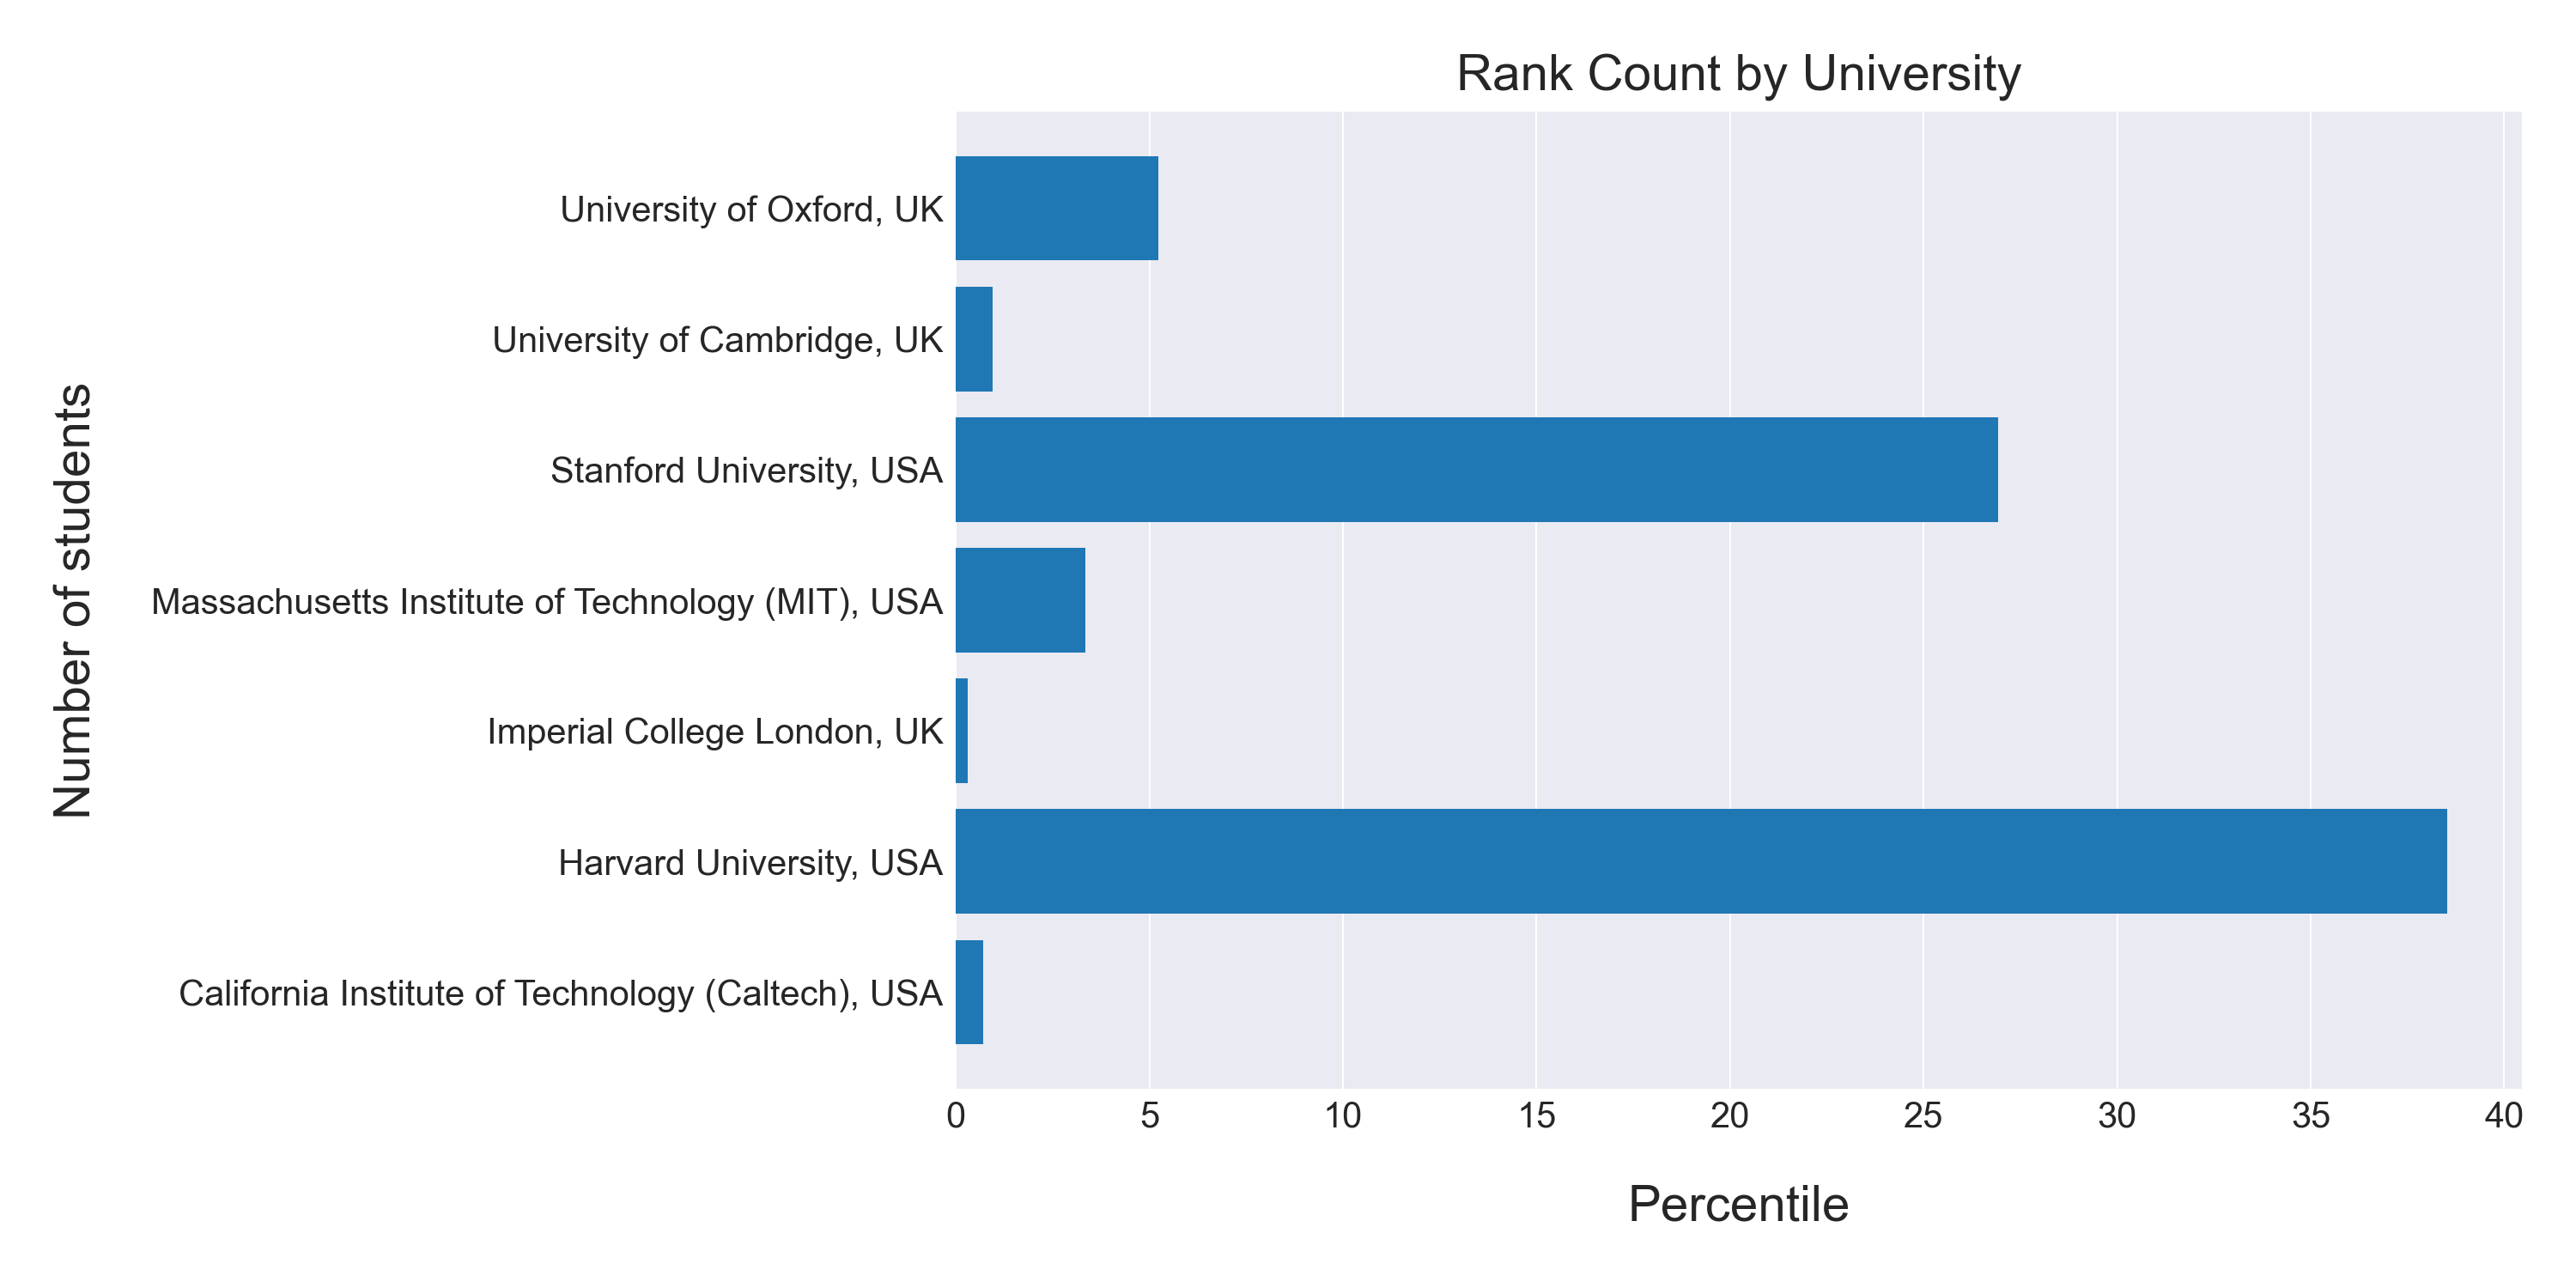 Rank Count by University
Number of students
University of Oxford, UK
University of Cambridge, UK
Stanford University, USA
Massachusetts Institute of Technology (MIT), USA
Imperial College London, UK
Harvard University, USA
California Institute of Technology (Caltech), USA
0 5 10 15 20 25 30 35 40
Percentile